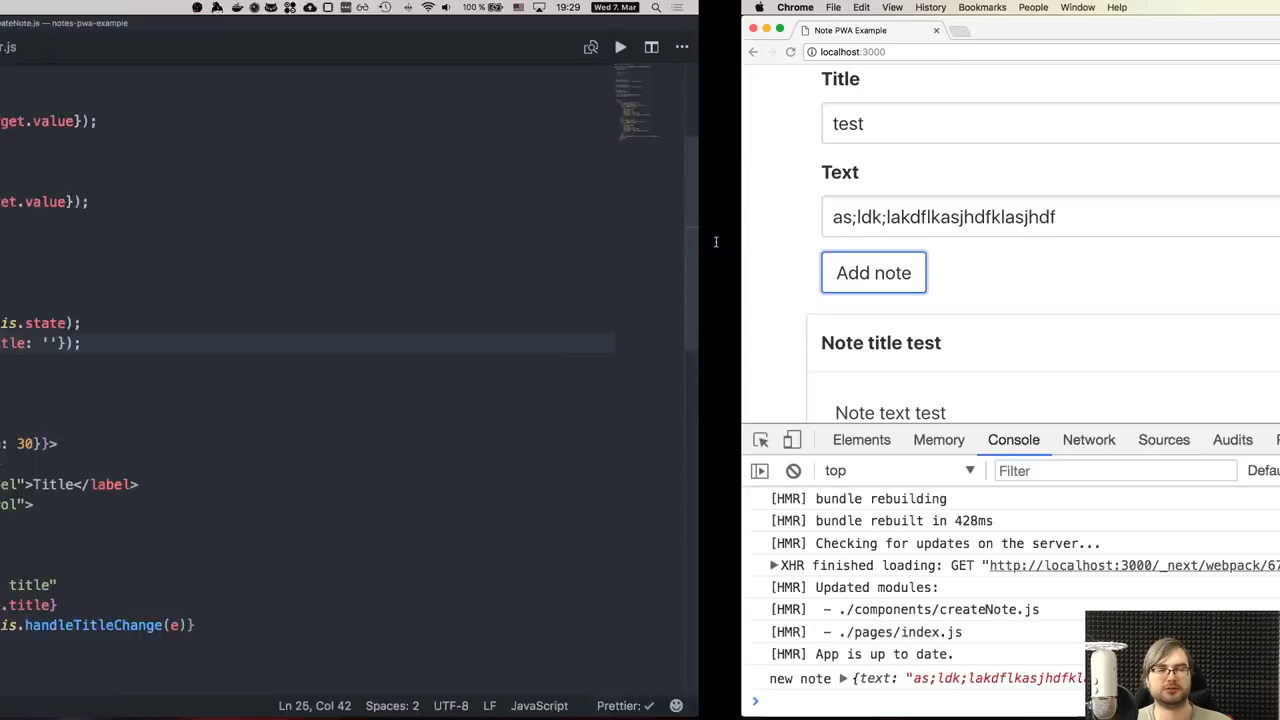 19:29 Wed 7. Mar
100 %
eateNote.js — notes-pwa-example
r.js
get.value});
et.value});
is.state);
tle: ''});
: 30}}>
el">Title</label>
rol">
title"
.title}
is.handleTitleChange(e)}
Ln 25, Col 42 Spaces: 2 UTF-8 LF JavaScript Prettier: ✓
Chrome File Edit View History Bookmarks People Window Help
Note PWA Example
localhost:3000
Title
test
Text
as;ldk;lakdflkasjhdfklasjhdf
Add note
Note title test
Note text test
Elements Memory Console Network Sources Audits
top Filter Defau
[HMR] bundle rebuilding
[HMR] bundle rebuilt in 428ms
[HMR] Checking for updates on the server...
XHR finished loading: GET "http://localhost:3000/_next/webpack/67
[HMR] Updated modules:
[HMR] - ./components/createNote.js
[HMR] - ./pages/index.js
[HMR] App is up to date.
new note {text: "as;ldk;lakdflkasjhdfkl